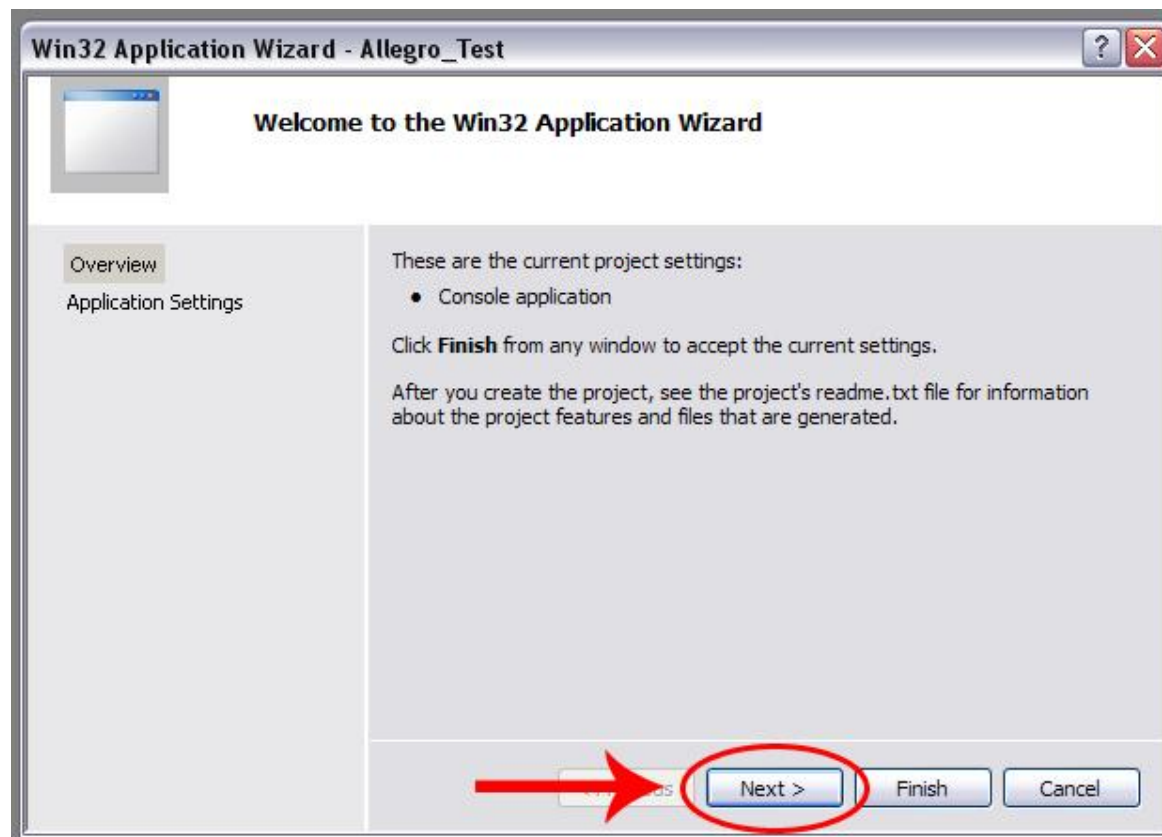 Win32 Application Wizard - Allegro_Test
Welcome to the Win32 Application Wizard
Overview
Application Settings
These are the current project settings:
● Console application
Click Finish from any window to accept the current settings.
After you create the project, see the project's readme.txt file for information
about the project features and files that are generated.
Next >
Finish
Cancel